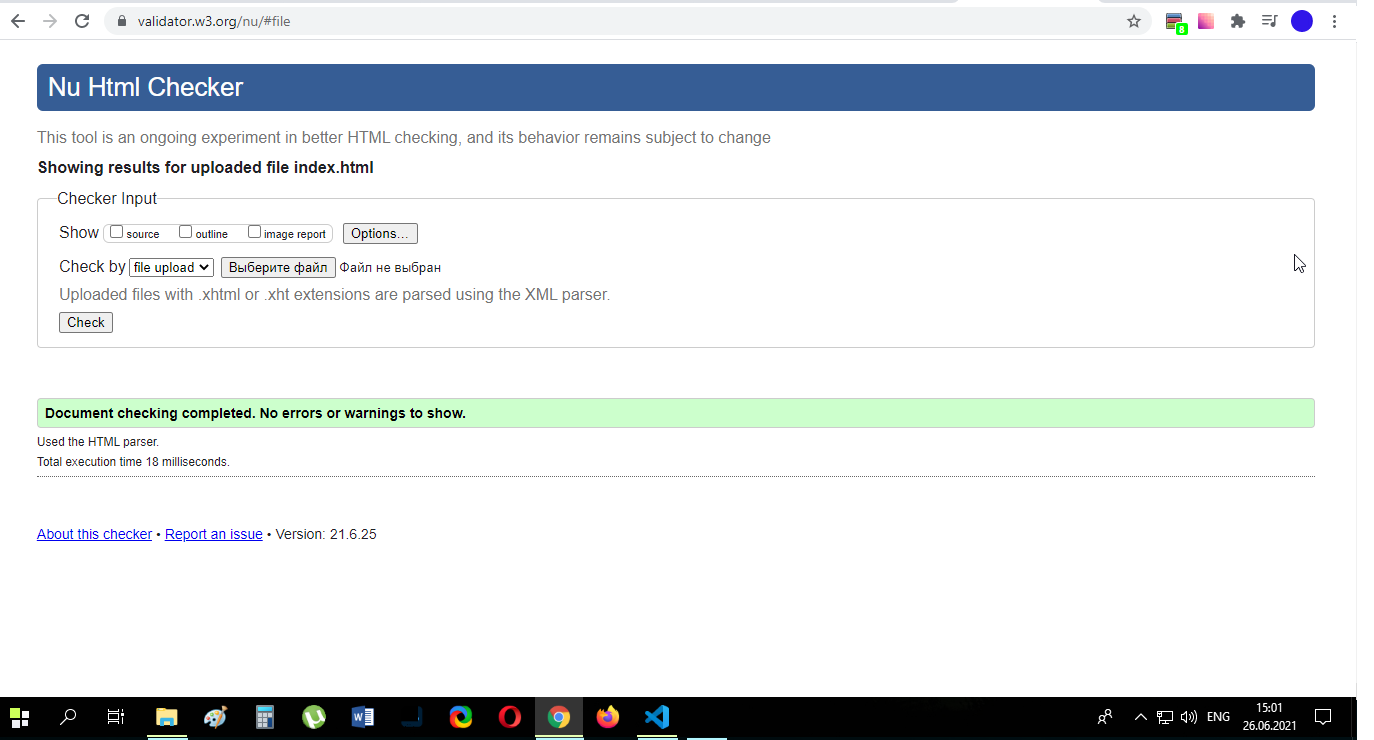 validator.w3.org/nu/#file
8
Nu Html Checker
This tool is an ongoing experiment in better HTML checking, and its behavior remains subject to change
Showing results for uploaded file index.html
Checker Input
Show source outline image report Options...
Check by file upload Выберите файл Файл не выбран
Uploaded files with .xhtml or .xht extensions are parsed using the XML parser.
Check
Document checking completed. No errors or warnings to show.
Used the HTML parser.
Total execution time 18 milliseconds.
About this checker • Report an issue • Version: 21.6.25
ENG
15:01
26.06.2021